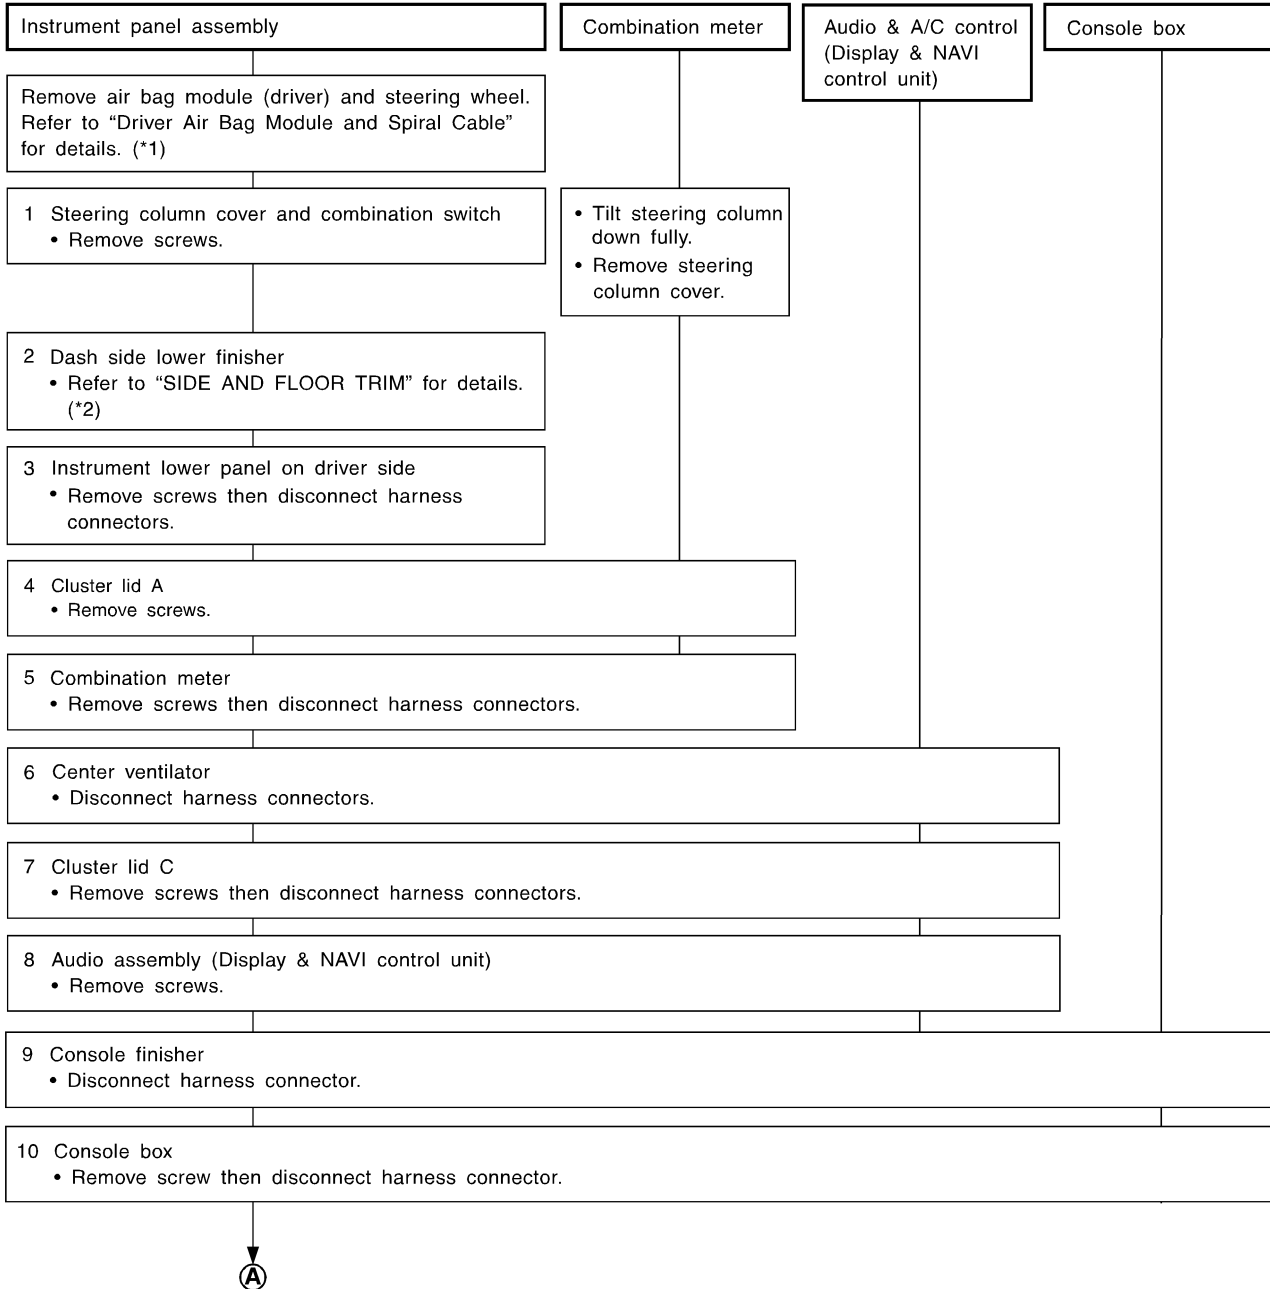 Instrument panel assembly
Combination meter
Audio & A/C control
(Display & NAVI
control unit)
Console box
Remove air bag module (driver) and steering wheel.
Refer to “Driver Air Bag Module and Spiral Cable”
for details. (*1)
1 Steering column cover and combination switch
• Remove screws.
• Tilt steering column
down fully.
• Remove steering
column cover.
2 Dash side lower finisher
• Refer to “SIDE AND FLOOR TRIM” for details.
(*2)
3 Instrument lower panel on driver side
• Remove screws then disconnect harness
connectors.
4 Cluster lid A
• Remove screws.
5 Combination meter
• Remove screws then disconnect harness connectors.
6 Center ventilator
• Disconnect harness connectors.
7 Cluster lid C
• Remove screws then disconnect harness connectors.
8 Audio assembly (Display & NAVI control unit)
• Remove screws.
9 Console finisher
• Disconnect harness connector.
10 Console box
• Remove screw then disconnect harness connector.
A